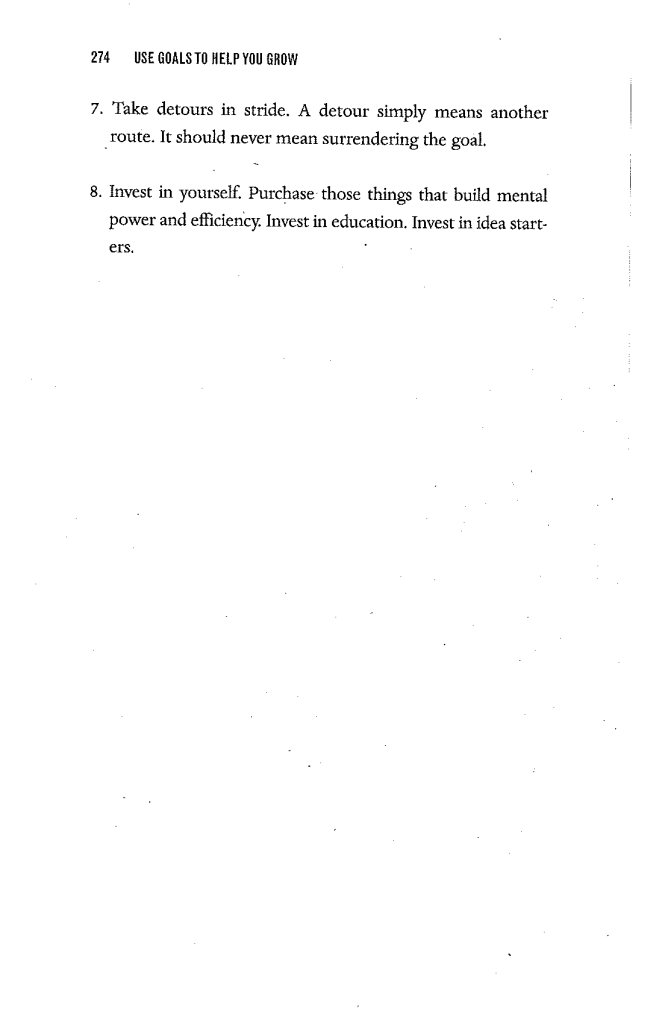 274 USE GOALS TO HELP YOU GROW
7. Take detours in stride. A detour simply means another
route. It should never mean surrendering the goal.
8. Invest in yourself. Purchase those things that build mental
power and efficiency. Invest in education. Invest in idea start-
ers.